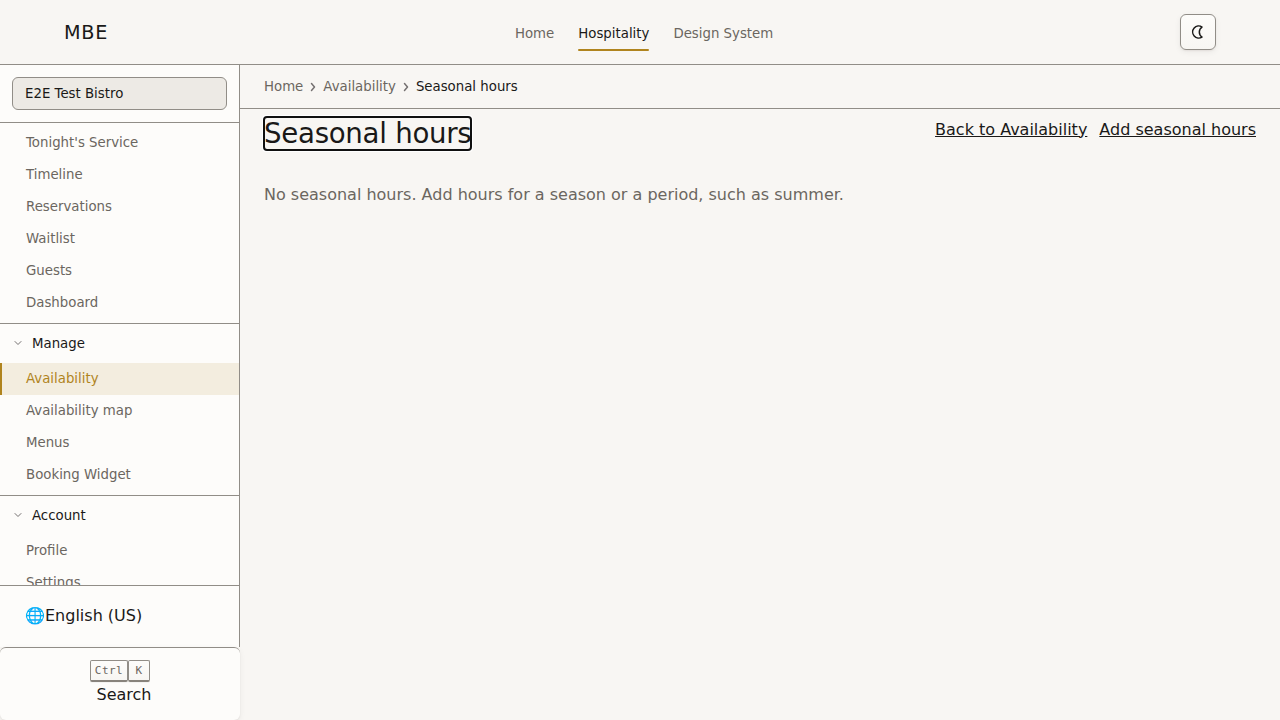 MBE
Home
Hospitality
Design System
E2E Test Bistro
Tonight's Service
Timeline
Reservations
Waitlist
Guests
Dashboard
Manage
Availability
Availability map
Menus
Booking Widget
Account
Profile
Settings
English (US)
Ctrl K
Search
Home
Availability
Seasonal hours
Seasonal hours
Back to Availability
Add seasonal hours
No seasonal hours. Add hours for a season or a period, such as summer.